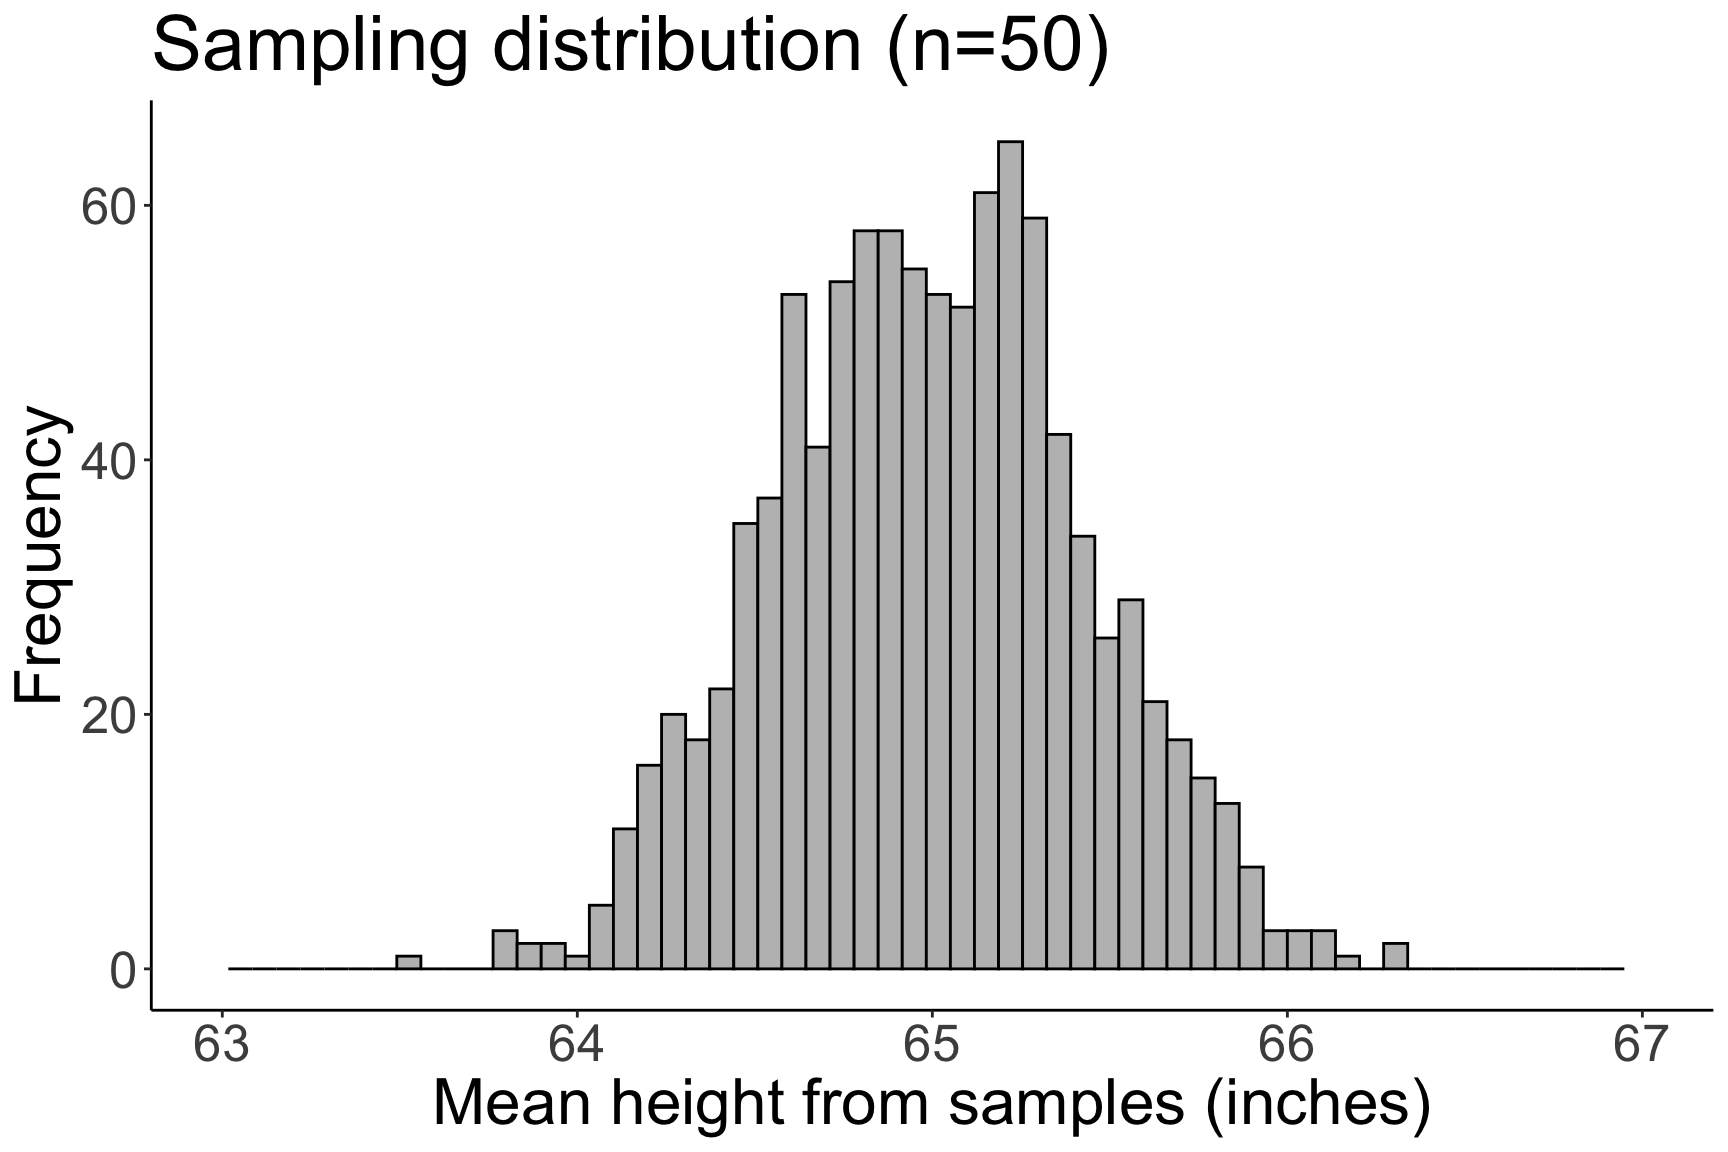 Sampling distribution (n=50)
60
40
20
0
Frequency
63 64 65 66 67
Mean height from samples (inches)